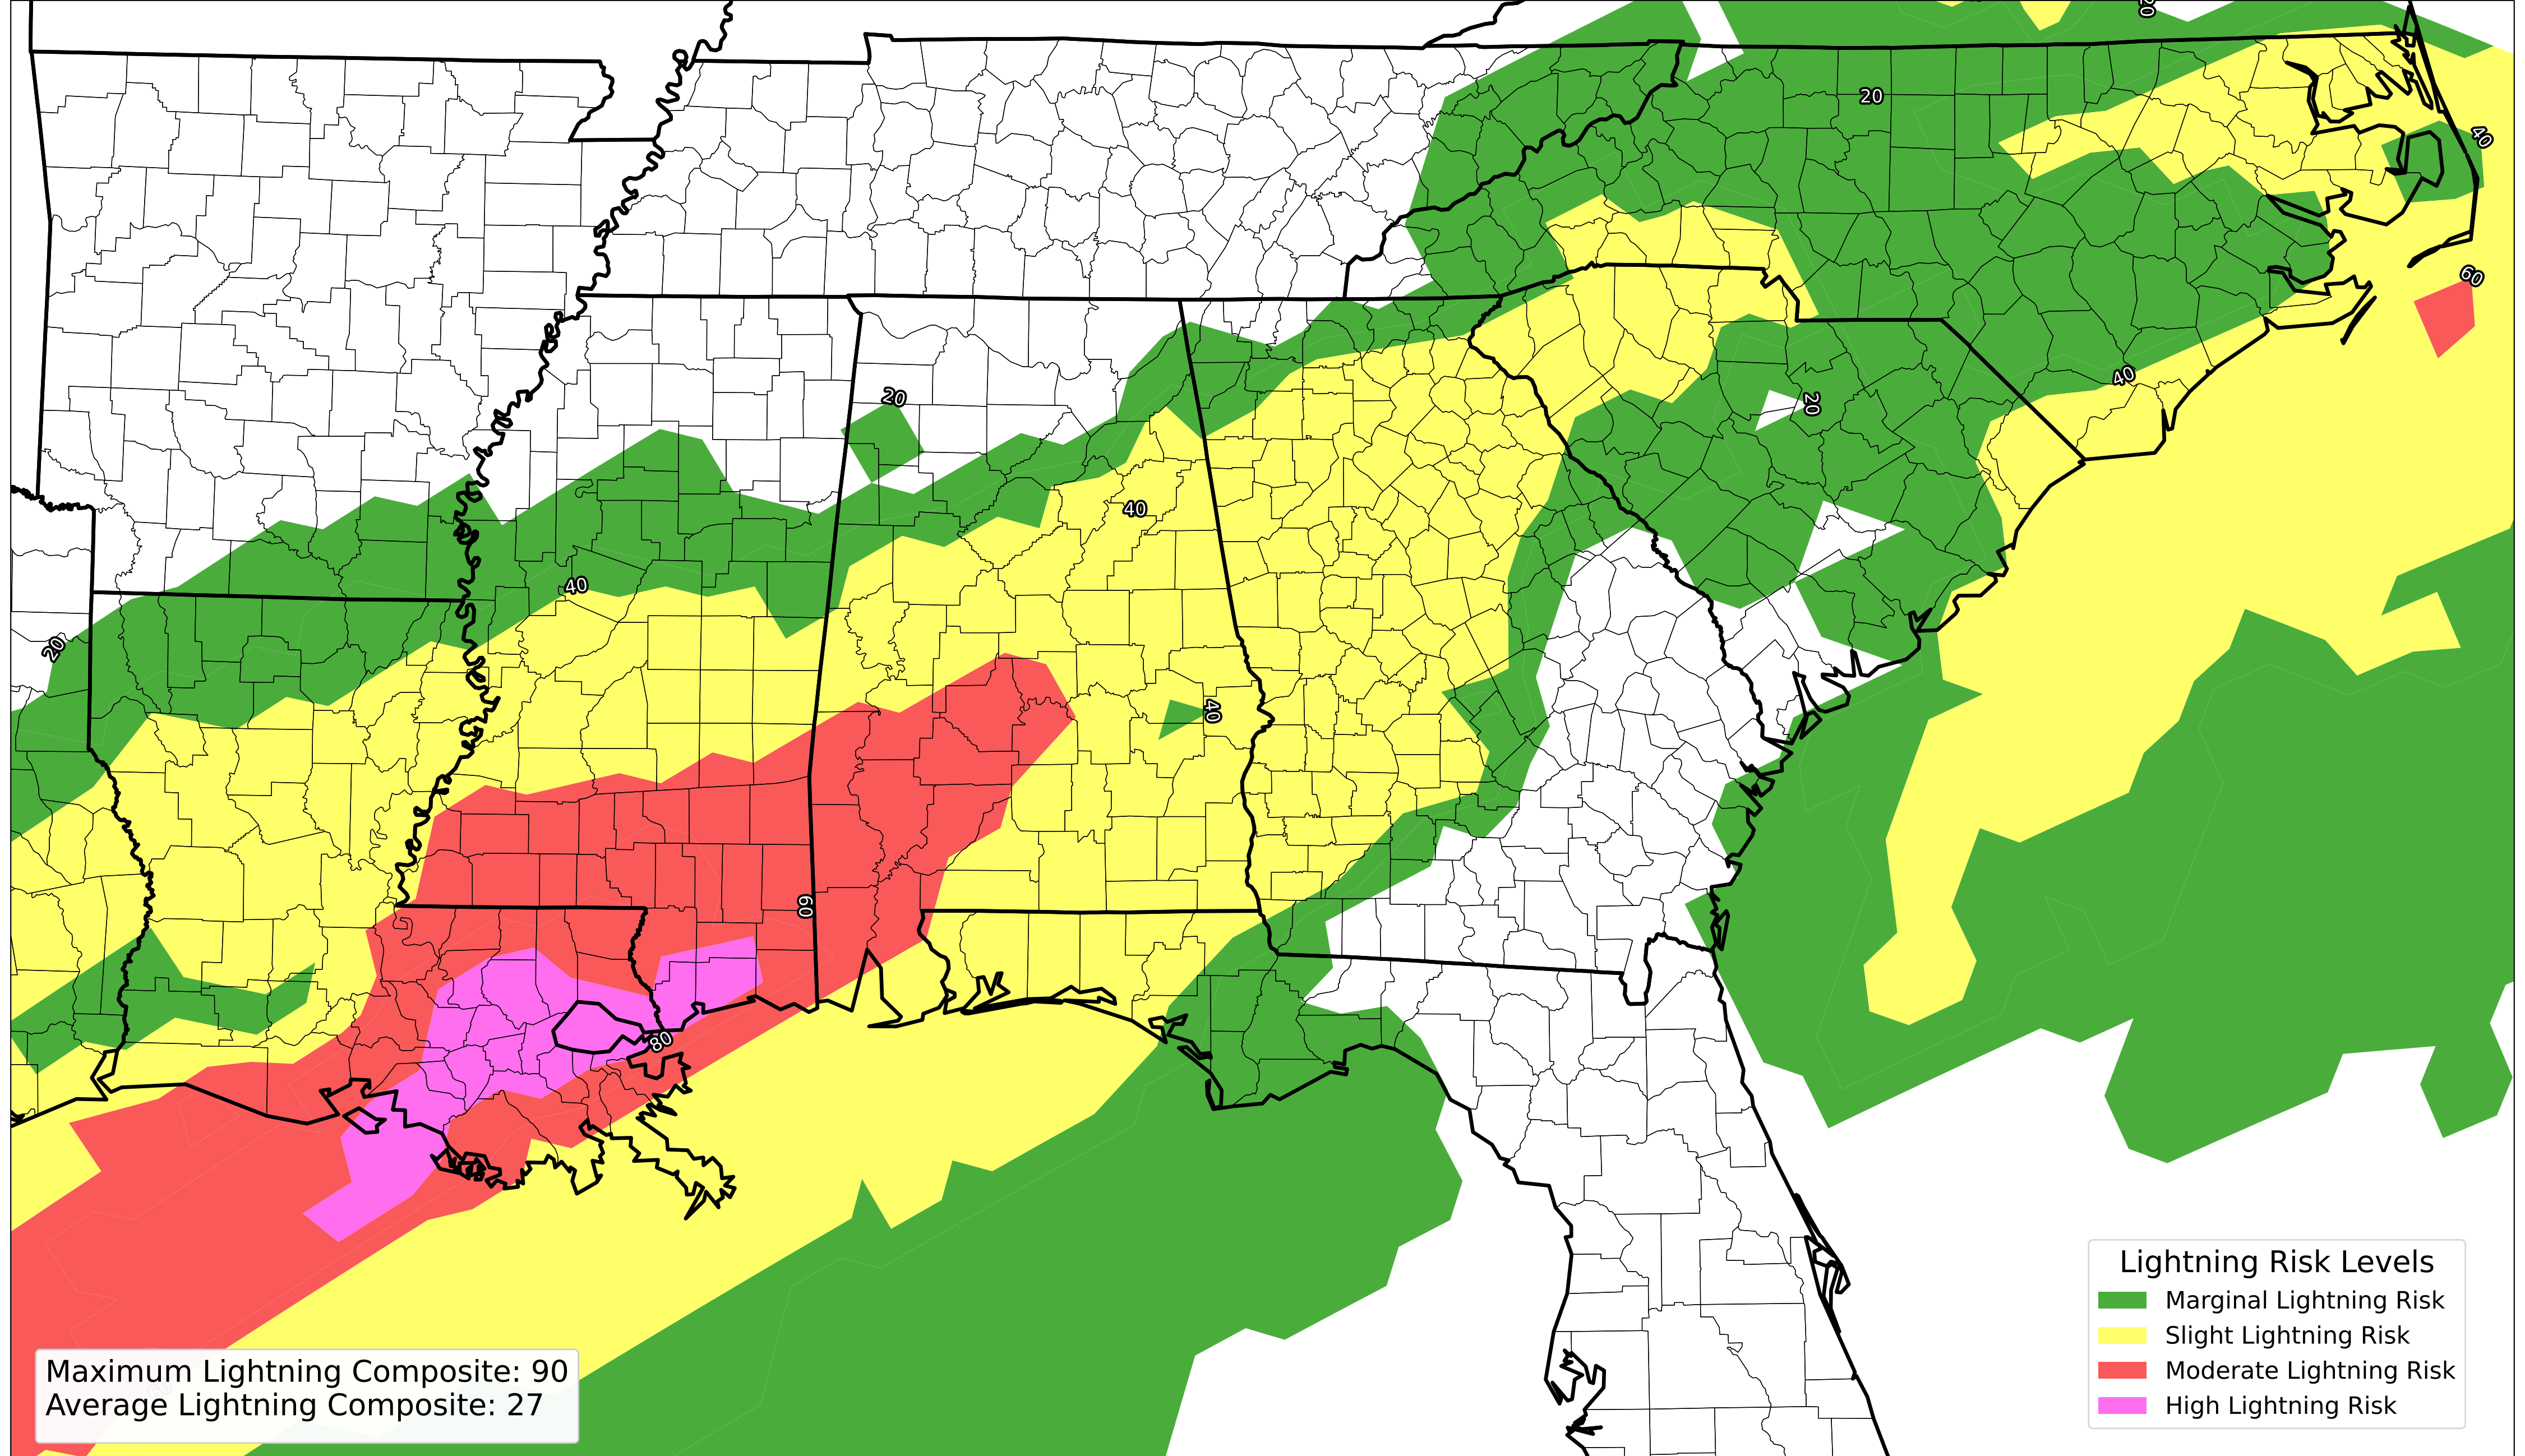 20
20
40
60
20
40
20
40
40
20
40
60
80
Maximum Lightning Composite: 90
Average Lightning Composite: 27
Lightning Risk Levels
Marginal Lightning Risk
Slight Lightning Risk
Moderate Lightning Risk
High Lightning Risk